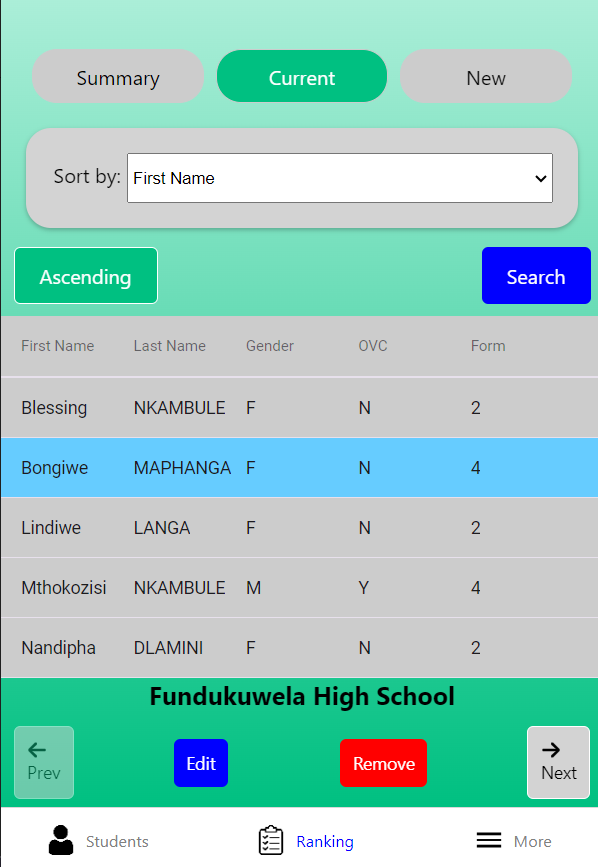 Summary Current New
Sort by: First Name
Ascending Search
First Name Last Name Gender OVC Form
Blessing NKAMBULE F N 2
Bongiwe MAPHANGA F N 4
Lindiwe LANGA F N 2
Mthokozisi NKAMBULE M Y 4
Nandipha DLAMINI F N 2
Fundukuwela High School
Prev Edit Remove Next
Students Ranking More